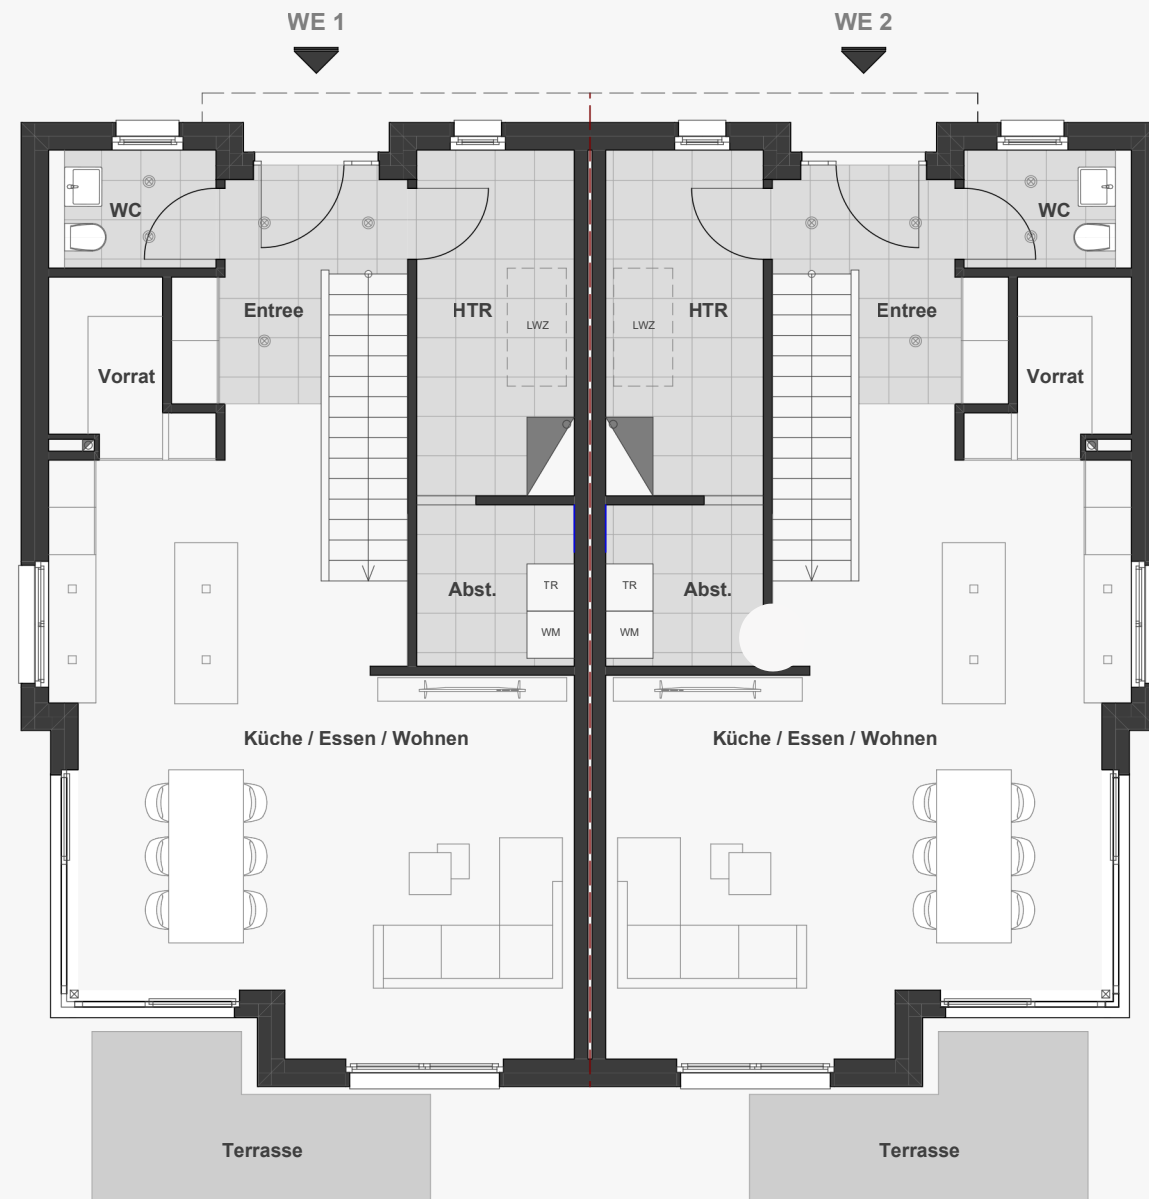 WE 1
WE 2
WC
WC
Entree
HTR
HTR
Entree
LWZ
LWZ
Vorrat
Vorrat
Abst.
TR
TR
Abst.
WM
WM
Küche / Essen / Wohnen
Küche / Essen / Wohnen
Terrasse
Terrasse